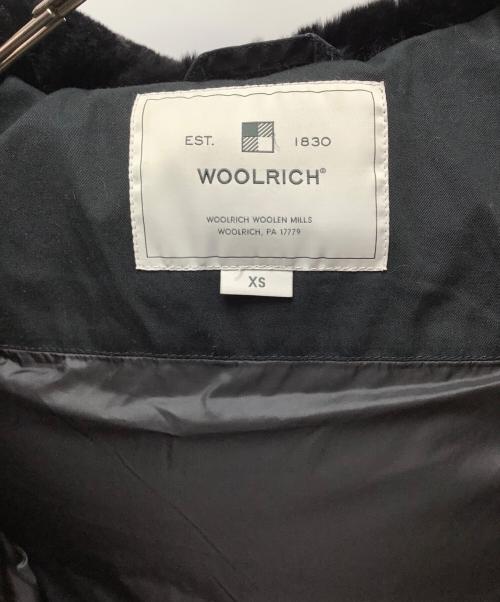 EST. 1830
WOOLRICH®
WOOLRICH WOOLEN MILLS
WOOLRICH, PA 17779
XS